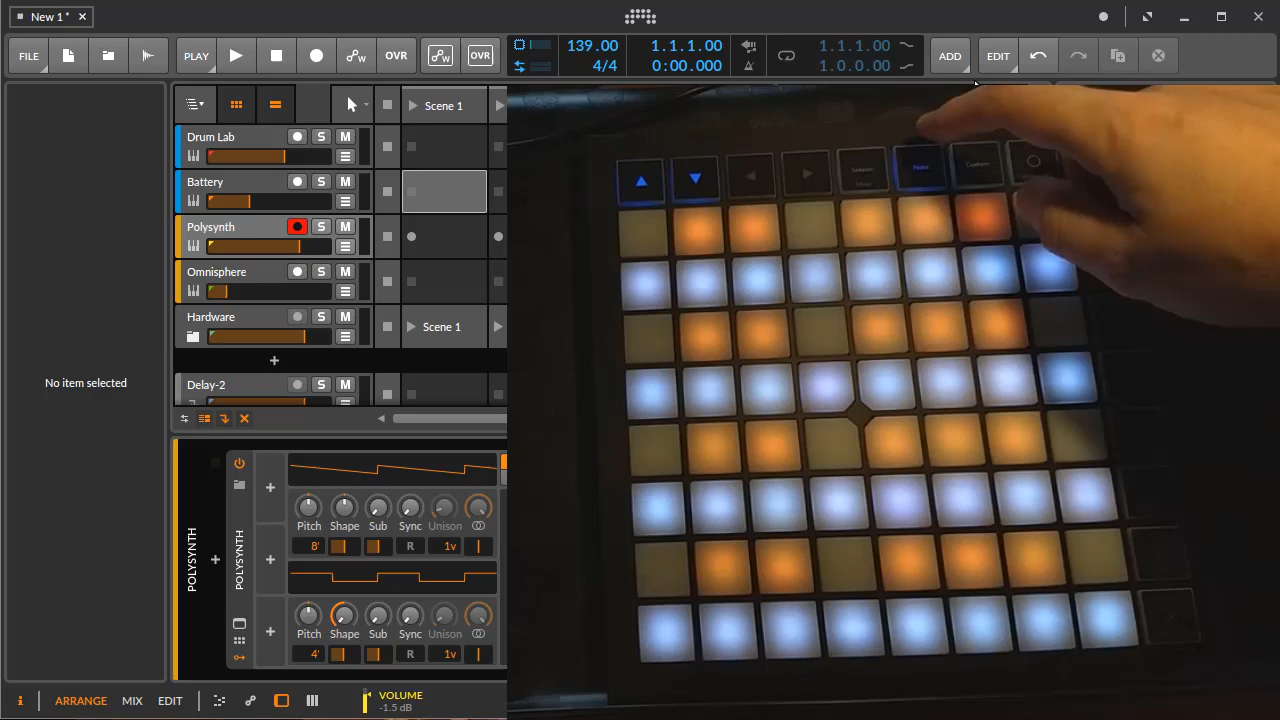 New 1 *
FILE
PLAY
OVR
OVR
139.00
4/4
1.1.1.00
0:00.000
1.1.1.00
1.0.0.00
ADD
EDIT
Scene 1
Drum Lab
S
M
Battery
S
M
Polysynth
S
M
Omnisphere
S
M
Hardware
S
M
Scene 1
Delay-2
S
M
No item selected
POLYSYNTH
POLYSYNTH
Pitch
Shape
Sub
Sync
Unison
8'
R
1v
Pitch
Shape
Sub
Sync
Unison
4'
R
1v
i
ARRANGE
MIX
EDIT
VOLUME
-1.5 dB
Session
Note
Custom